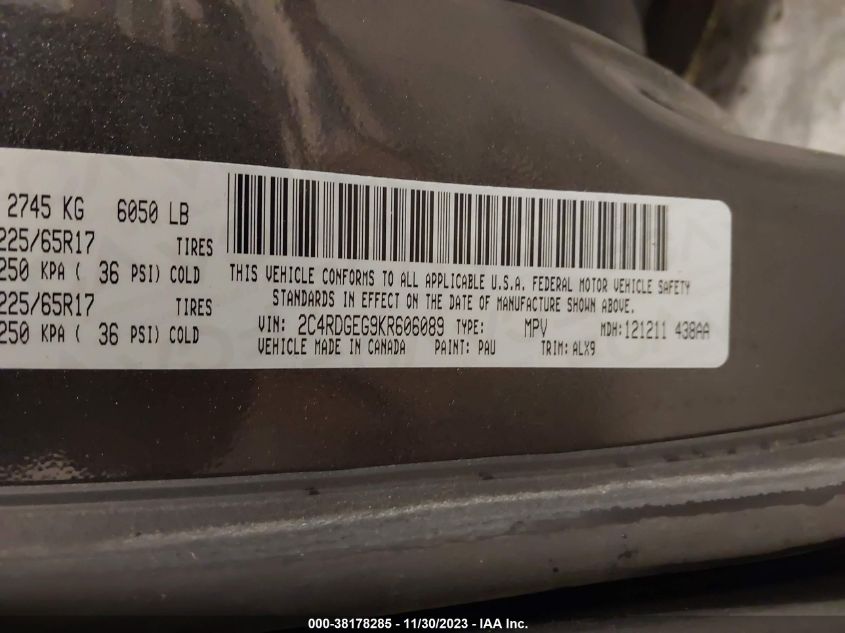 2745 KG 6050 LB
225/65R17 TIRES
250 KPA ( 36 PSI) COLD
225/65R17 TIRES
250 KPA ( 36 PSI) COLD
THIS VEHICLE CONFORMS TO ALL APPLICABLE U.S.A. FEDERAL MOTOR VEHICLE SAFETY
STANDARDS IN EFFECT ON THE DATE OF MANUFACTURE SHOWN ABOVE.
VIN: 2C4RDGEG9KR606089 TYPE: MPV MDH:121211 438AA
VEHICLE MADE IN CANADA PAINT: PAU TRIM: ALX9
000-38178285 - 11/30/2023 - IAA Inc.